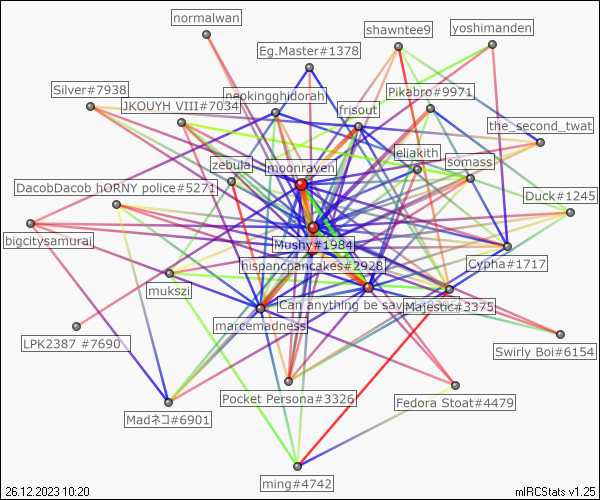 normalwan
shawntee9
yoshimanden
Eg.Master#1378
Silver#7938
JKOUYH VIII#7034
neokingghidorah
frisout
Pikabro#9971
the_second_twat
zebula
moonraven
eliakith
somass
DacobDacob hORNY police#5271
Duck#1245
bigcitysamurai
Mushy#1984
hispancpancakes#2928
Cypha#1717
mukszi
Can anything be sav
Majestic#3375
marcemadness
LPK2387 #7690
Swirly Boi#6154
Pocket Persona#3326
Fedora Stoat#4479
Madネコ#6901
ming#4742
26.12.2023 10:20
mIRCStats v1.25